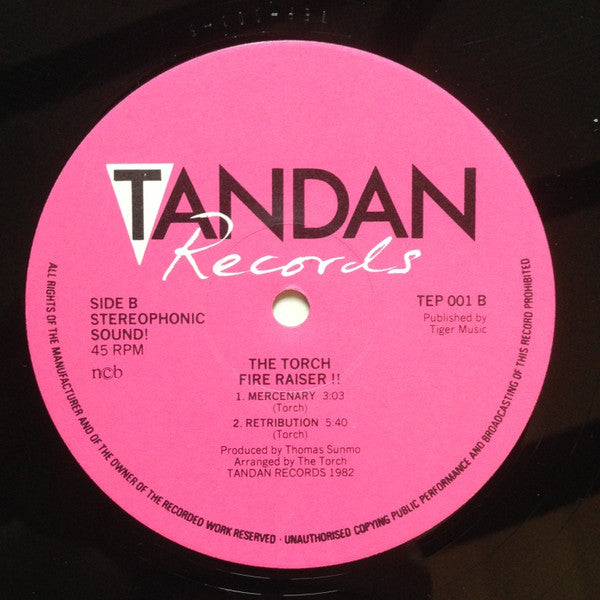 TANDAN
Records
SIDE B
STEREOPHONIC
SOUND!
45 RPM
ncb
TEP 001 B
Published by
Tiger Music
THE TORCH
FIRE RAISER !!
1. MERCENARY 3:03
(Torch)
2. RETRIBUTION 5:40
(Torch)
Produced by Thomas Sunmo
Arranged by The Torch
TANDAN RECORDS 1982
ALL RIGHTS OF THE MANUFACTURER AND OF THE OWNER OF THE RECORDED WORK RESERVED · UNAUTHORISED COPYING PUBLIC PERFORMANCE AND BROADCASTING OF THIS RECORD PROHIBITED